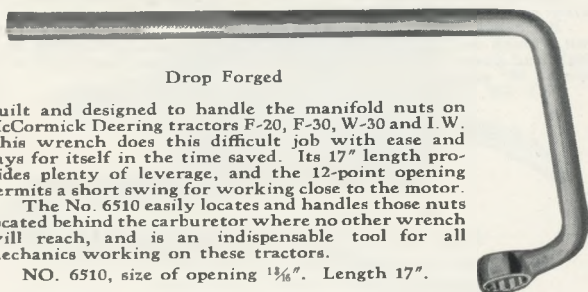 Drop Forged
uilt and designed to handle the manifold nuts on
cCormick Deering tractors F-20, F-30, W-30 and I.W.
his wrench does this difficult job with ease and
ays for itself in the time saved. Its 17" length pro-
ides plenty of leverage, and the 12-point opening
ermits a short swing for working close to the motor.
The No. 6510 easily locates and handles those nuts
ocated behind the carburetor where no other wrench
ill reach, and is an indispensable tool for all
echanics working on these tractors.
NO. 6510, size of opening 13/16". Length 17".